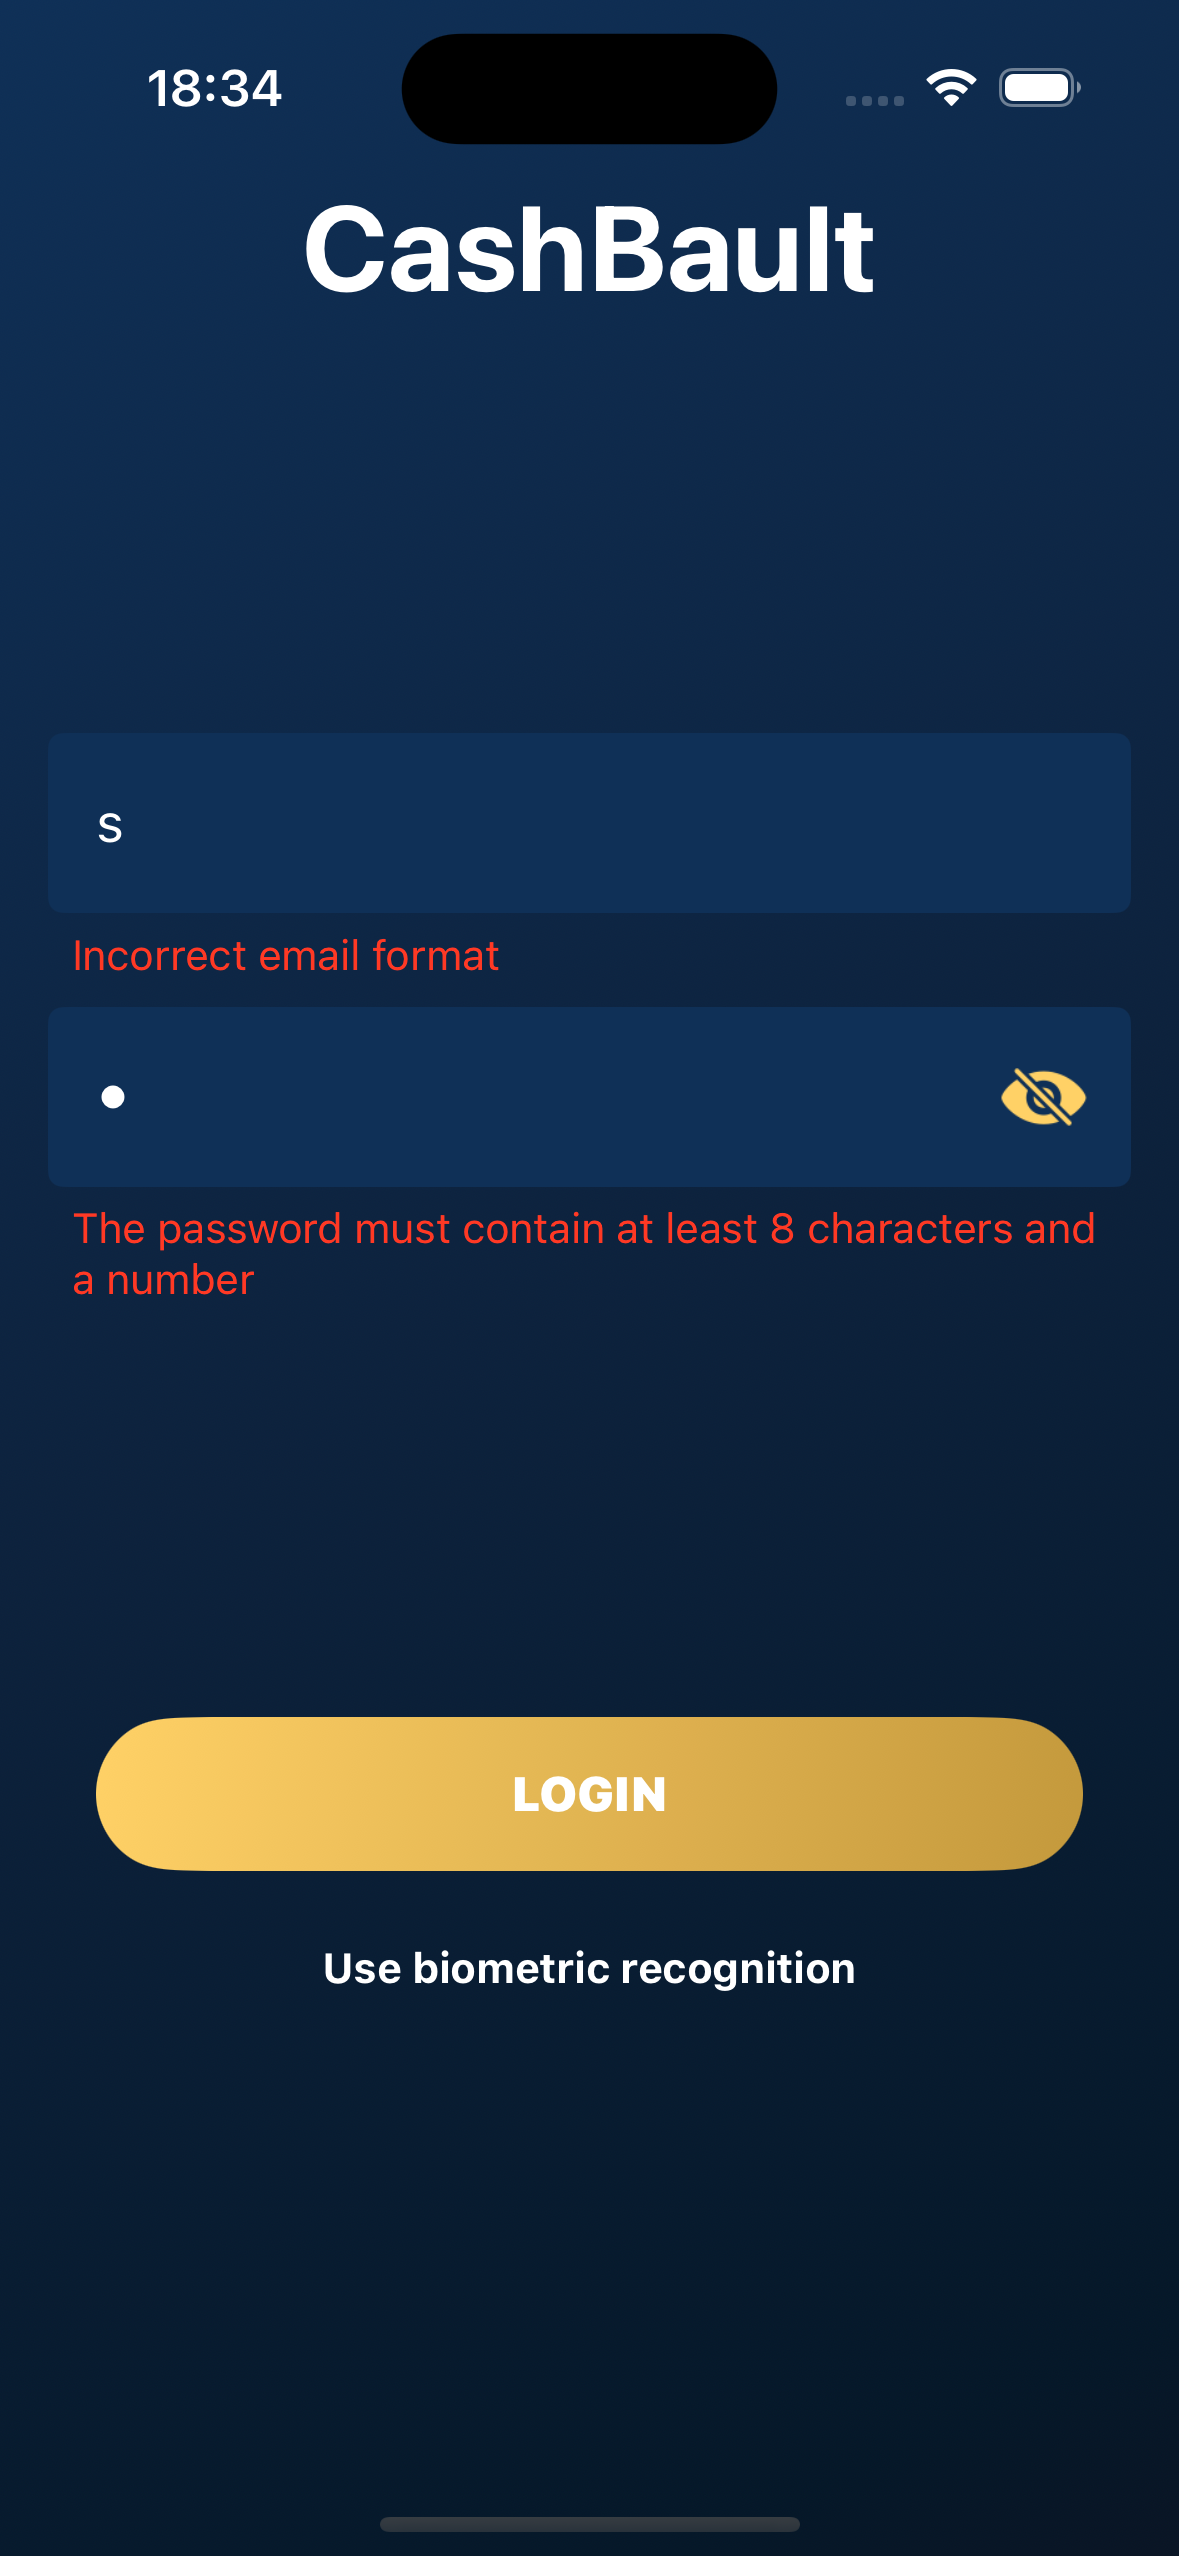 18:34
CashBault
s
Incorrect email format
The password must contain at least 8 characters and
a number
LOGIN
Use biometric recognition